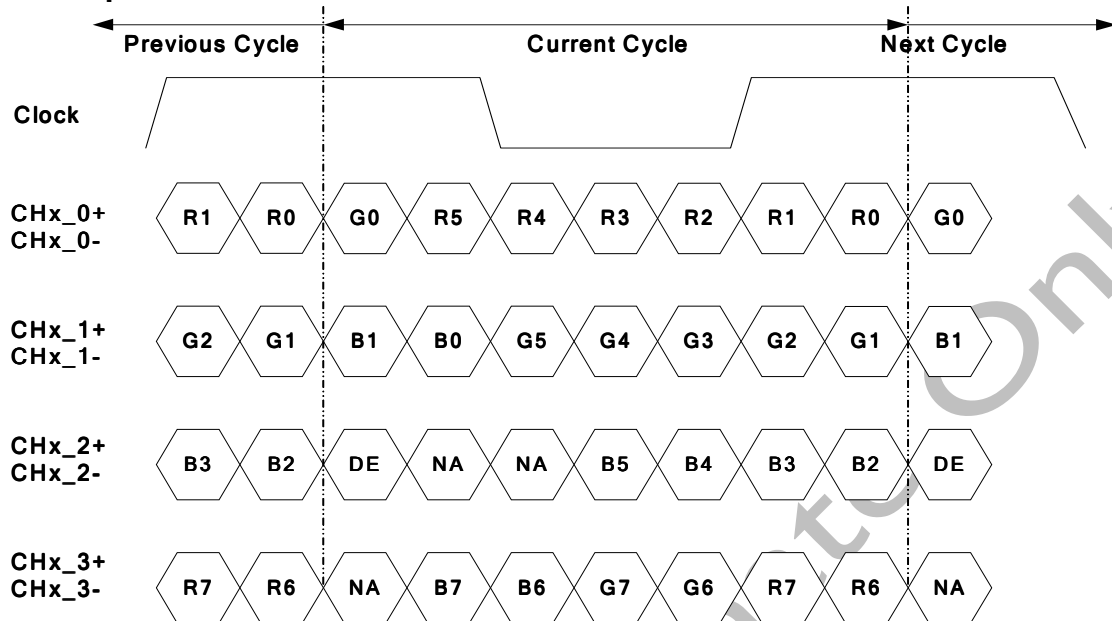 Previous Cycle Current Cycle Next Cycle
Clock
CHx_0+ R1 R0 G0 R5 R4 R3 R2 R1 R0 G0
CHx_0-
CHx_1+ G2 G1 B1 B0 G5 G4 G3 G2 G1 B1
CHx_1-
CHx_2+ B3 B2 DE NA NA B5 B4 B3 B2 DE
CHx_2-
CHx_3+ R7 R6 NA B7 B6 G7 G6 R7 R6 NA
CHx_3-